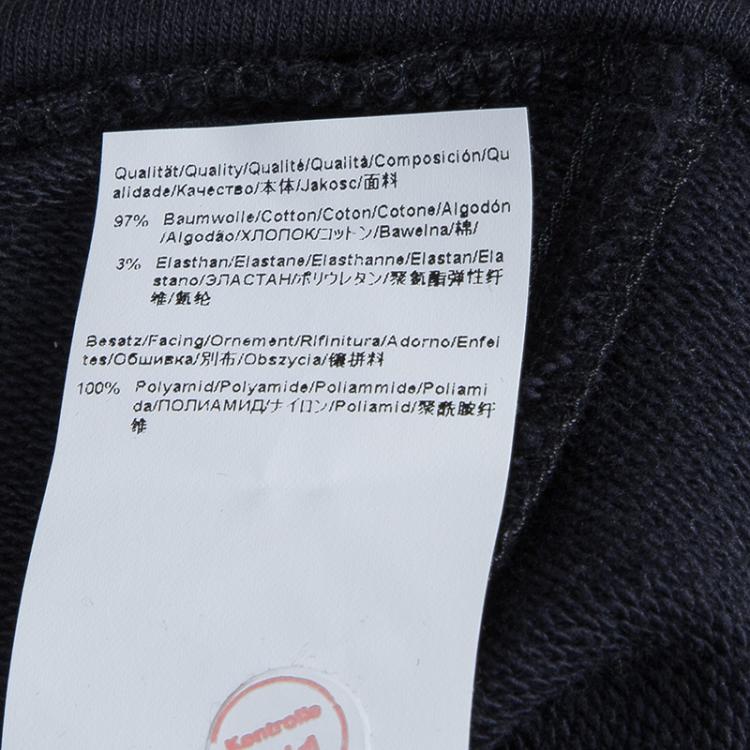 Qualität/Quality/Qualité/Qualità/Composición/Qu
alidade/Качество/本体/Jakosc/面料
97% Baumwolle/Cotton/Coton/Cotone/Algodón
/Algodão/ХЛОПОК/コットン/Bawelna/棉/
3% Elasthan/Elastane/Elasthanne/Elastan/Ela
stano/ЭЛАСТАН/ポリウレタン/聚氨酯弹性纤
维/氨纶
Besatz/Facing/Ornement/Rifinitura/Adorno/Enfei
tes/Обшивка/別布/Obszycia/镶拼料
100% Polyamid/Polyamide/Poliammide/Poliami
da/ПОЛИАМИД/ナイロン/Poliamid/聚酰胺纤
维
Kontrolle